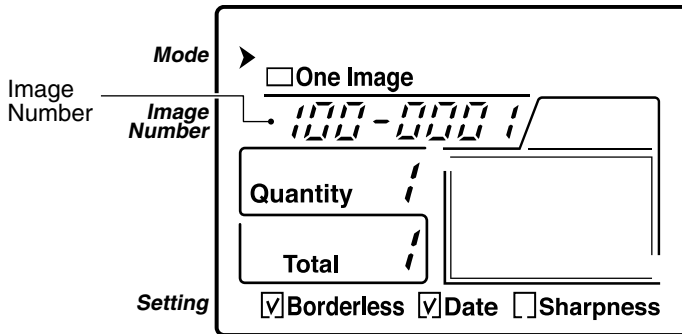 Mode
One Image
Image
Number
Image
Number
100-0001
Quantity 1
Total 1
Setting
Borderless Date Sharpness